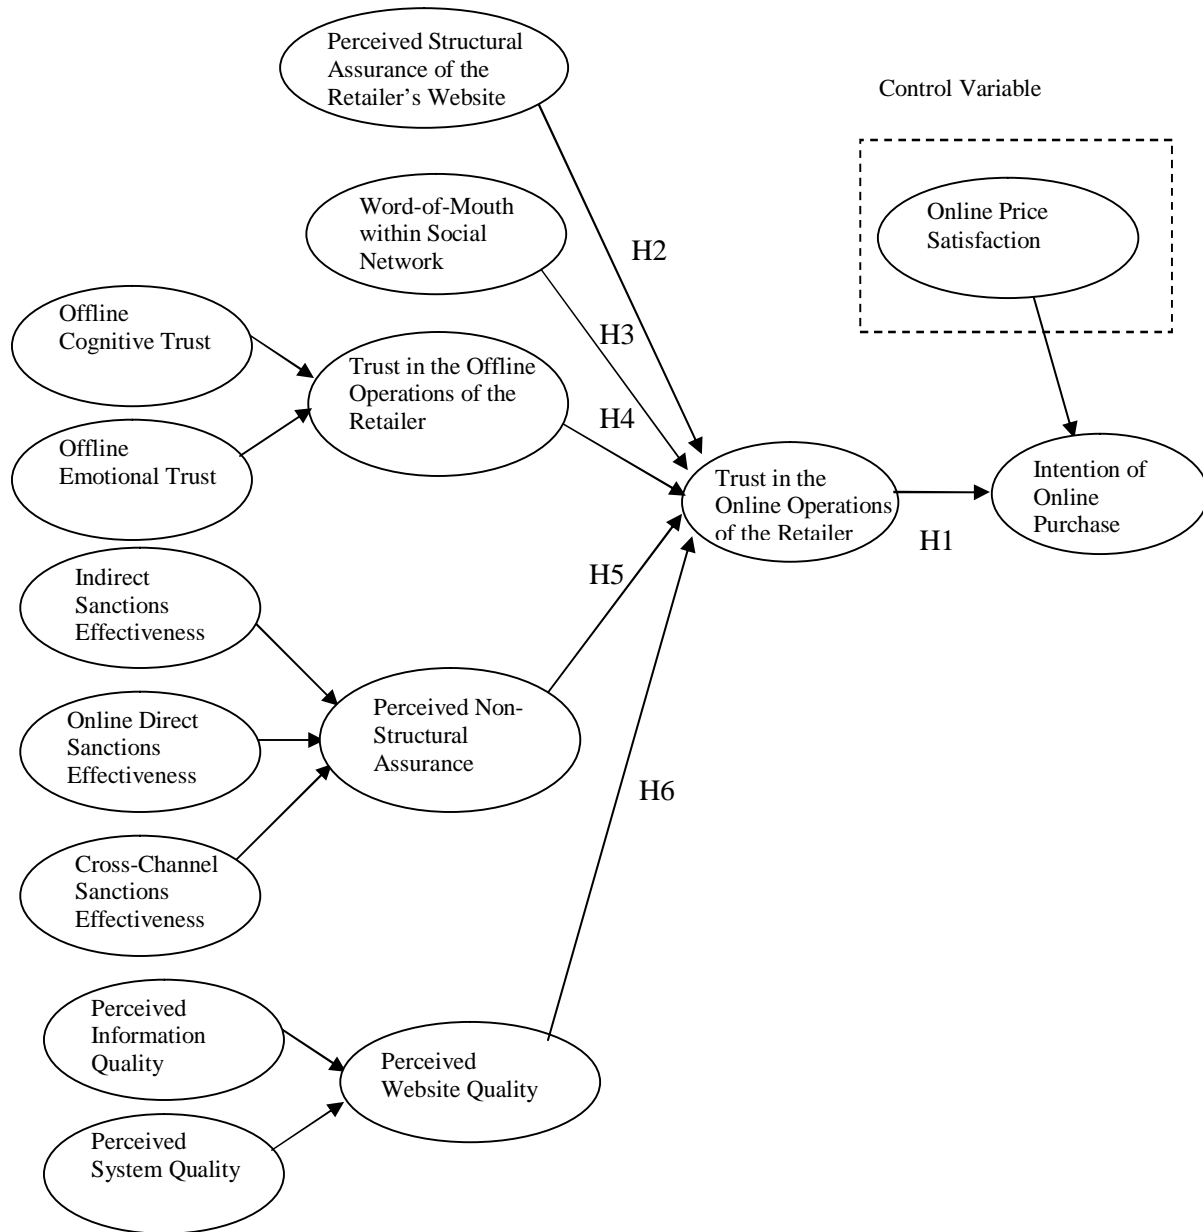 Perceived Structural
Assurance of the
Retailer’s Website
Control Variable
Word-of-Mouth
within Social
Network
Online Price
Satisfaction
H2
Offline
Cognitive Trust
H3
Trust in the Offline
Operations of the
Retailer
H4
Offline
Emotional Trust
Trust in the
Online Operations
of the Retailer
Intention of
Online
Purchase
H1
Indirect
Sanctions
Effectiveness
H5
Online Direct
Sanctions
Effectiveness
Perceived Non-
Structural
Assurance
H6
Cross-Channel
Sanctions
Effectiveness
Perceived
Information
Quality
Perceived
Website Quality
Perceived
System Quality